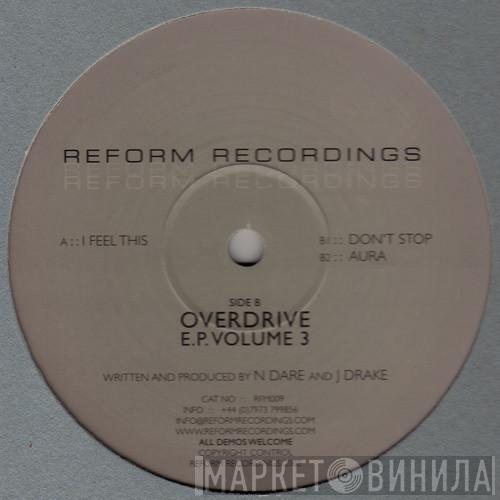 REFORM RECORDINGS
REFORM RECORDINGS
A :: I FEEL THIS
B1 :: DON'T STOP
B2 :: AURA
SIDE B
OVERDRIVE
E.P. VOLUME 3
WRITTEN AND PRODUCED BY N DARE AND J DRAKE
CAT NO :: RFM009
INFO :: +44 (0)7973 799856
INFO@REFORMRECORDINGS.COM
WWW.REFORMRECORDINGS.COM
ALL DEMOS WELCOME
COPYRIGHT CONTROL
REFORM RECORDINGS
МАРКЕТ ВИНИЛА